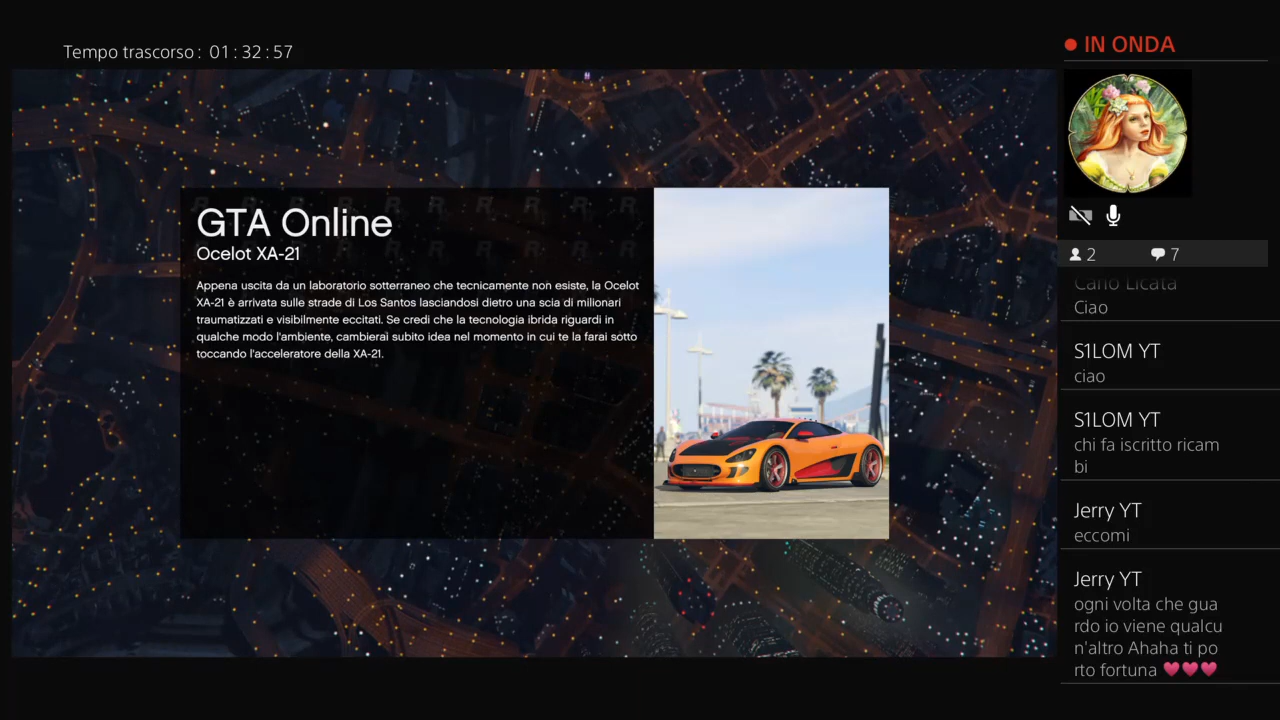 Tempo trascorso: 01:32:57
IN ONDA
GTA Online
Ocelot XA-21
Appena uscita da un laboratorio sotterraneo che tecnicamente non esiste, la Ocelot
XA-21 è arrivata sulle strade di Los Santos lasciandosi dietro una scia di milionari
traumatizzati e visibilmente eccitati. Se credi che la tecnologia ibrida riguardi in
qualche modo l'ambiente, cambierai subito idea nel momento in cui te la farai sotto
toccando l'acceleratore della XA-21.
2 7
Carlo Licata
Ciao
S1LOM YT
ciao
S1LOM YT
chi fa iscritto ricam
bi
Jerry YT
eccomi
Jerry YT
ogni volta che gua
rdo io viene qualcu
n'altro Ahaha ti po
rto fortuna 💗💗💗